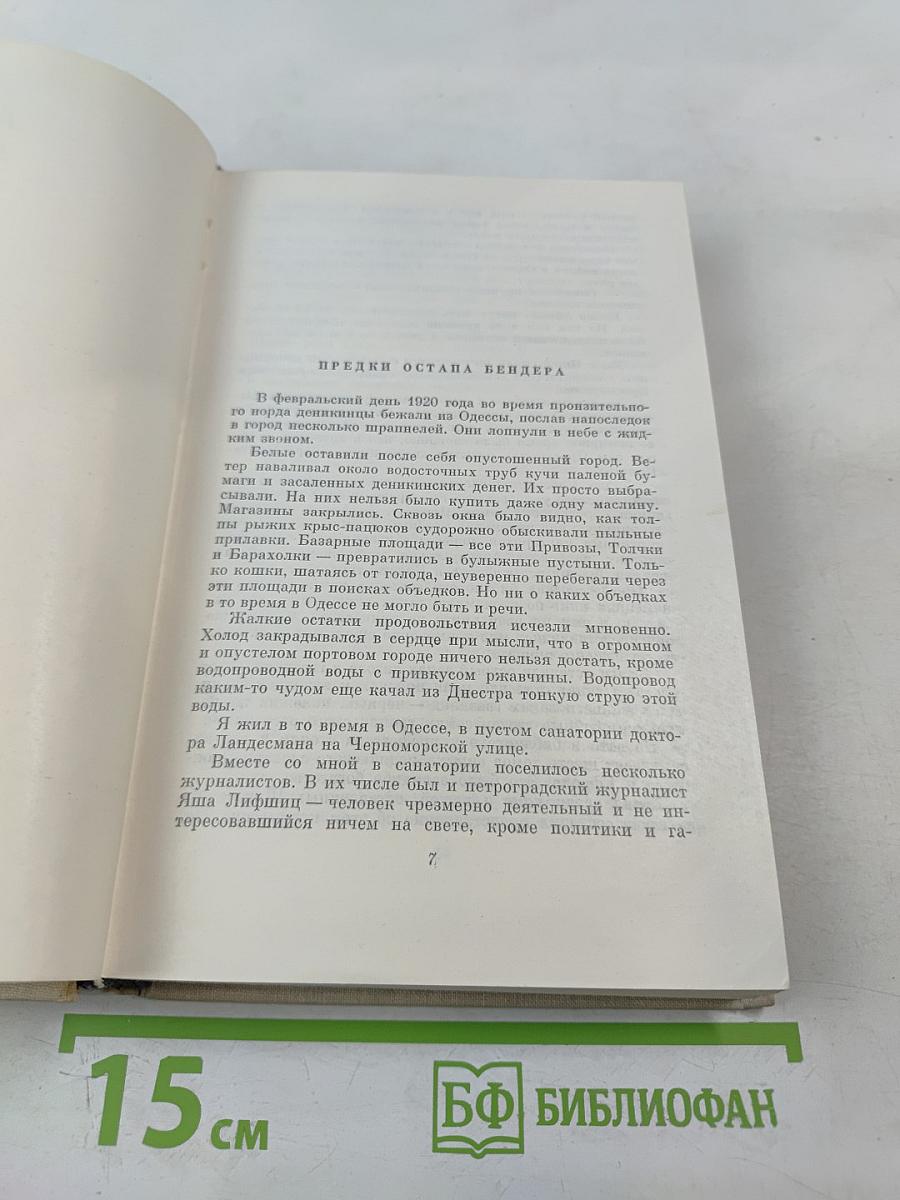 ПРЕДКИ ОСТАПА БЕНДЕРА
В февральский день 1920 года во время пронзительно-
го норда деникинцы бежали из Одессы, послав напоследок
в город несколько шрапнелей. Они лопнули в небе с жид-
ким звоном.
Белые оставили после себя опустошенный город. Ве-
тер наваливал около водосточных труб кучи паленой бу-
маги и засаленных деникинских денег. Их просто выбра-
сывали. На них нельзя было купить даже одну маслину.
Магазины закрылись. Сквозь окна было видно, как тол-
пы рыжих крыс-пацюков судорожно обыскивали пыльные
прилавки. Базарные площади — все эти Привозы, Толчки
и Барахолки — превратились в булыжные пустыни. Толь-
ко кошки, шатаясь от голода, неуверенно перебегали через
эти площади в поисках объедков. Но ни о каких объедках
в то время в Одессе не могло быть и речи.
Жалкие остатки продовольствия исчезли мгновенно.
Холод закрадывался в сердце при мысли, что в огромном
и опустелом портовом городе ничего нельзя достать, кроме
водопроводной воды с привкусом ржавчины. Водопровод
каким-то чудом еще качал из Днестра тонкую струю этой
воды.
Я жил в то время в Одессе, в пустом санатории докто-
ра Ландесмана на Черноморской улице.
Вместе со мной в санатории поселилось несколько
журналистов. В их числе был и петроградский журналист
Яша Лифшиц — человек чрезмерно деятельный и не ин-
тересовавшийся ничем на свете, кроме политики и га-
7
15 см
БФ БИБЛИОФАН